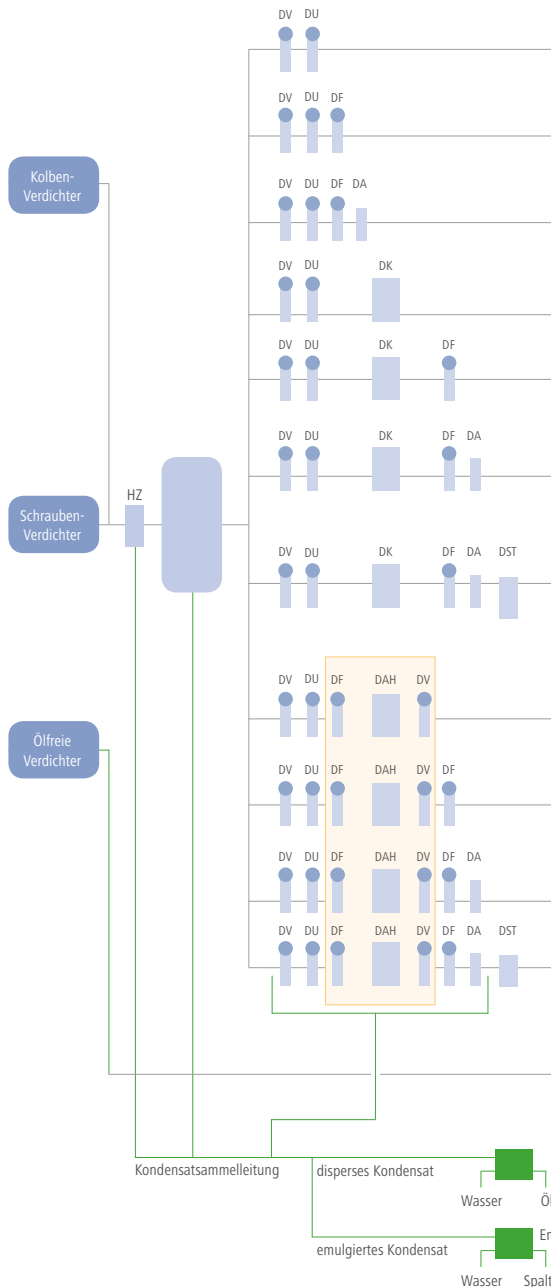 DV DU
DV DU DF
Kolben-
Verdichter
DV DU DF DA
DV DU DK
DV DU DK DF
DV DU DK DF DA
HZ
Schrauben-
Verdichter
DV DU DK DF DA DST
DV DU DF DAH DV
Ölfreie
Verdichter
DV DU DF DAH DV DF
DV DU DF DAH DV DF DA
DV DU DF DAH DV DF DA DST
Kondensatsammelleitung
disperses Kondensat
Wasser
emulgiertes Kondensat
Wasser Spalt